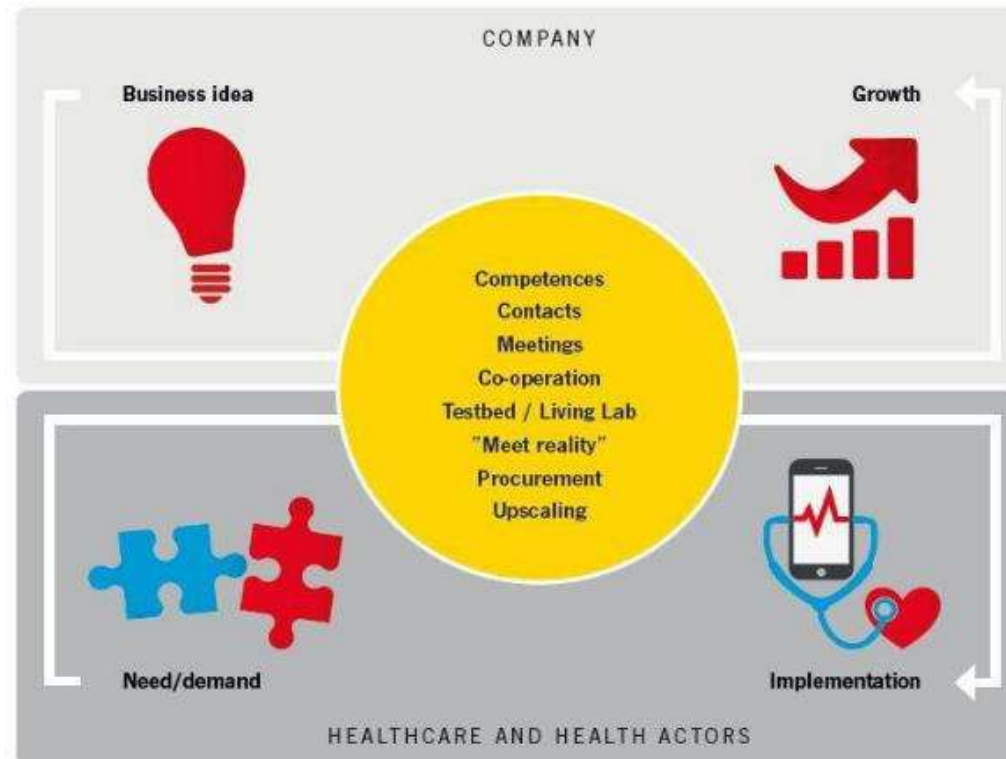 COMPANY
Business idea
Growth
Competences
Contacts
Meetings
Co-operation
Testbed / Living Lab
"Meet reality"
Procurement
Upscaling
Need/demand
Implementation
HEALTHCARE AND HEALTH ACTORS